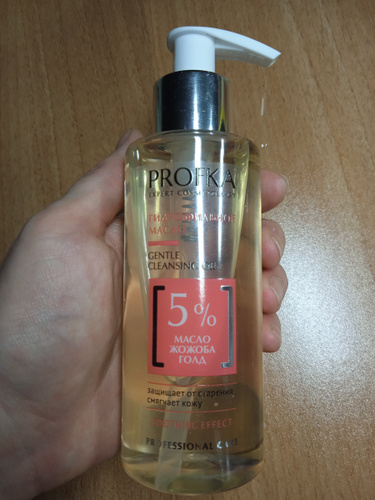 PROFKA
EXPERT COSMETOLOGY
ГИДРОФИЛЬНОЕ
МАСЛО
GENTLE
CLEANSING OIL
5%
МАСЛО
ЖОЖОБА
ГОЛД
защищает от старения
смягчает кожу
EFFECT
PROFESSIONAL CARE